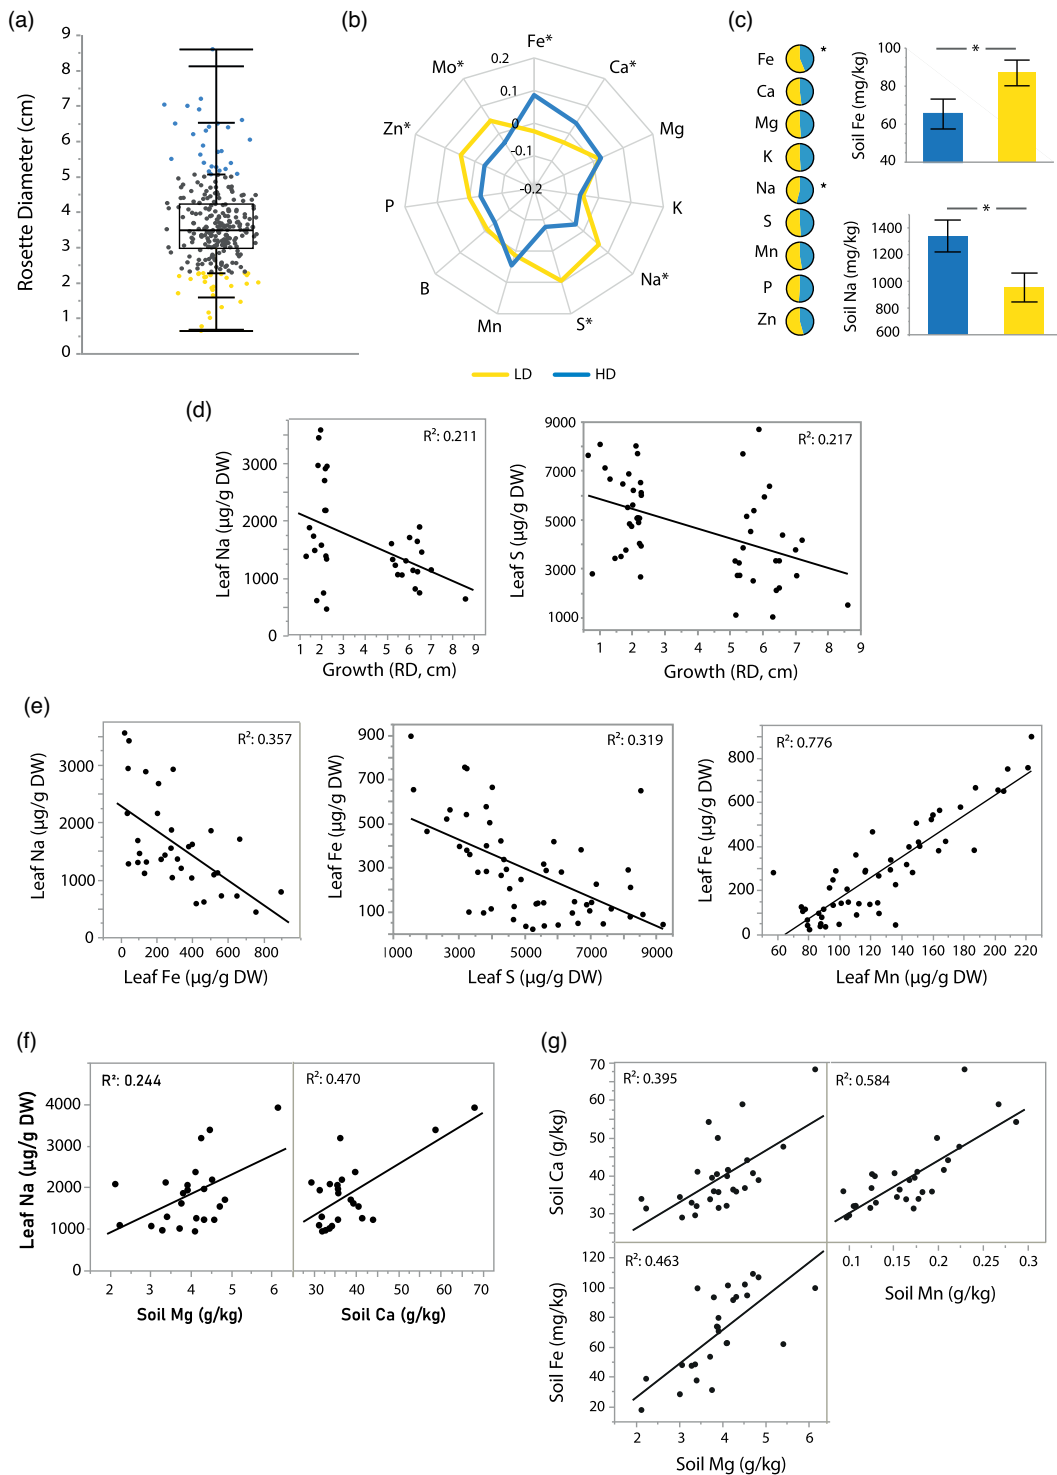 (a)
Rosette Diameter (cm)
9
8
7
6
5
4
3
2
1
0
(b)
Fe*
Ca*
Mg
K
Na*
S*
Mn
B
P
Zn*
Mo*
0.2
0.1
0
-0.1
-0.2
LD
HD
(c)
Fe *
Ca
Mg
K
Na *
S
Mn
P
Zn
Soil Fe (mg/kg)
100
80
60
40
*
Soil Na (mg/kg)
1400
1200
1000
800
600
*
(d)
Leaf Na (µg/g DW)
3000
2000
1000
0
R²: 0.211
1 2 3 4 5 6 7 8 9
Growth (RD, cm)
Leaf S (µg/g DW)
9000
7000
5000
3000
1000
R²: 0.217
1 2 3 4 5 6 7 8 9
Growth (RD, cm)
(e)
Leaf Na (µg/g DW)
3000
2000
1000
0
R²: 0.357
0 200 400 600 800
Leaf Fe (µg/g DW)
Leaf Fe (µg/g DW)
900
700
500
300
100
R²: 0.319
1000 3000 5000 7000 9000
Leaf S (µg/g DW)
Leaf Fe (µg/g DW)
800
600
400
200
0
R²: 0.776
60 80 100 120 140 160 180 200 220
Leaf Mn (µg/g DW)
(f)
Leaf Na (µg/g DW)
4000
3000
2000
1000
0
R²: 0.244
2 3 4 5 6
Soil Mg (g/kg)
R²: 0.470
30 40 50 60 70
Soil Ca (g/kg)
(g)
Soil Ca (g/kg)
70
60
50
40
30
R²: 0.395
R²: 0.584
0.1 0.15 0.2 0.25 0.3
Soil Mn (g/kg)
Soil Fe (mg/kg)
120
100
80
60
40
20
R²: 0.463
2 3 4 5 6
Soil Mg (g/kg)